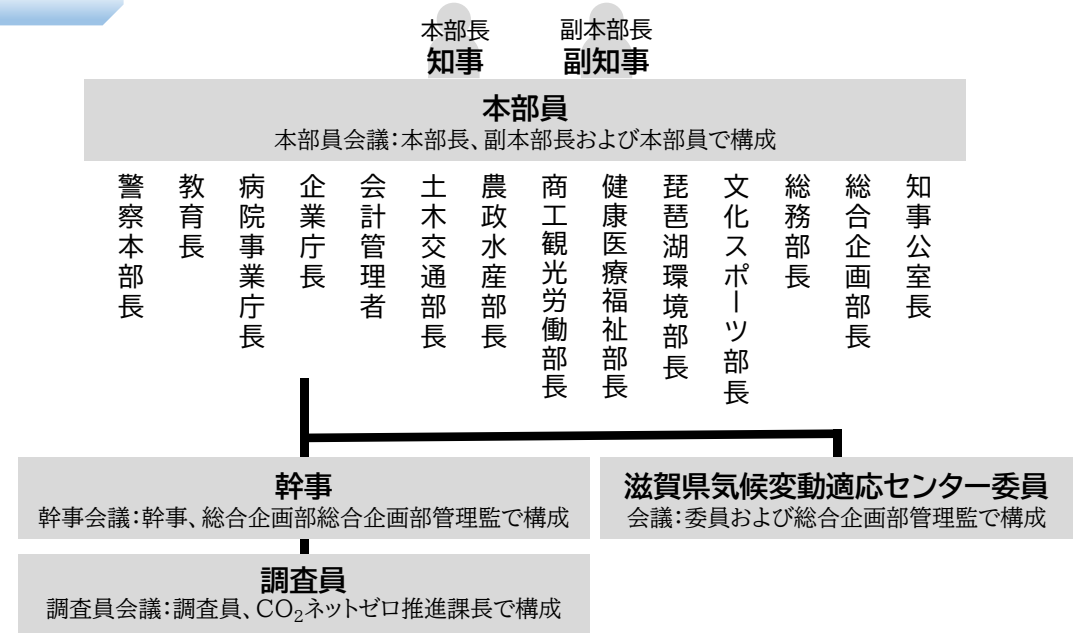 本部長
知事
副本部長
副知事
本部員
本部員会議:本部長、副本部長および本部員で構成
知事公室長
総合企画部長
総務部長
文化スポーツ部長
琵琶湖環境部長
健康医療福祉部長
商工観光労働部長
農政水産部長
土木交通部長
会計管理者
企業庁長
病院事業庁長
教育長
警察本部長
幹事
幹事会議:幹事、総合企画部総合企画部管理監で構成
滋賀県気候変動適応センター委員
会議:委員および総合企画部管理監で構成
調査員
調査員会議:調査員、CO₂ネットゼロ推進課長で構成